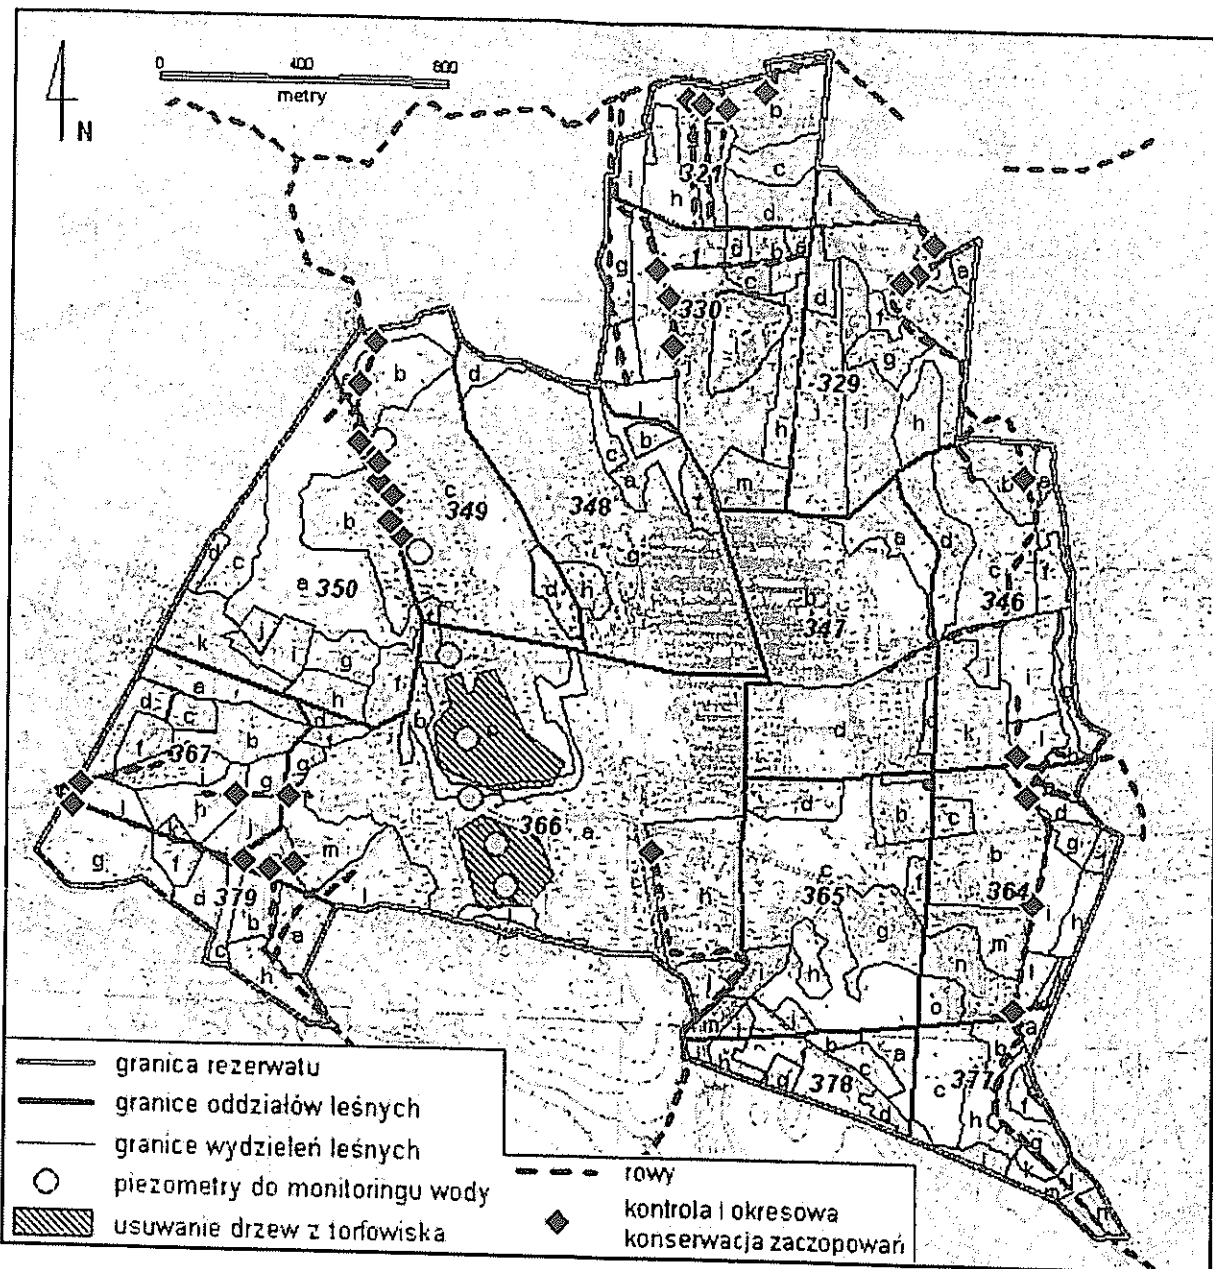 0 400 800
metry
N
b
c
321
i
h
d
i
f
d
b
a
g
c
d
a
330
f
g
329
b
d
i
j
h
h
b
c
a
m
f
b
a
c
349
348
a
d
b
g
c
d
c
f
a 350
d
h
b
347
346
k
j
i
g
j
i
h
f
a
d
c
d
b
b
f
367
g
g
j
d
k
i
h
i
j
366
a
d
b
c
d
g
k
f
m
c
365
b
g
364
d
379
l
h
f
i
h
b
a
g
m
c
h
n
l
i
h
l
m
j
o
a
b
a
b
d
378
c
c
377
d
h
f
g
i
k
l
m
n
granica rezerwatu
granice oddziałów leśnych
granice wydzieleń leśnych
piezometry do monitoringu wody
usuwanie drzew z torfowiska
rowy
kontrola i okresowa
konserwacja zaczopowań